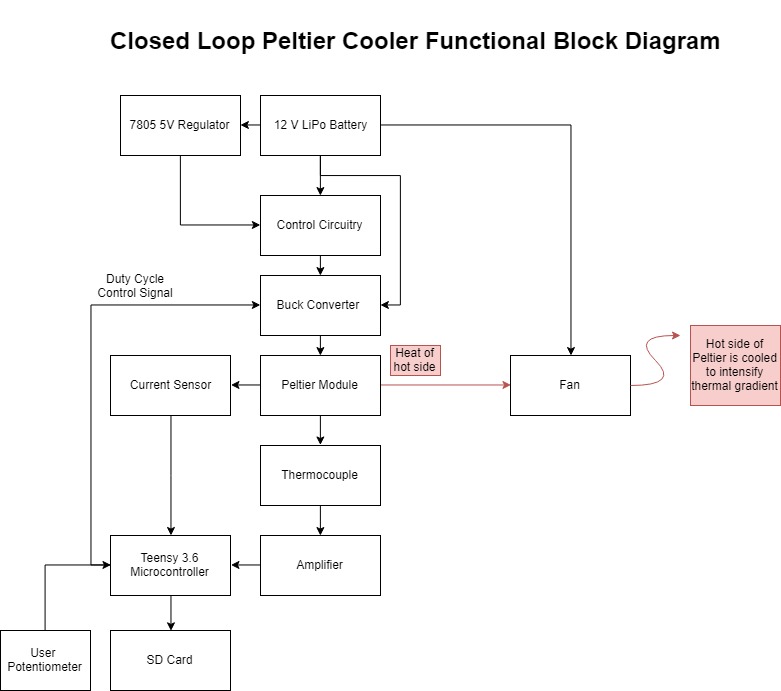 Closed Loop Peltier Cooler Functional Block Diagram
7805 5V Regulator
12 V LiPo Battery
Control Circuitry
Duty Cycle
Control Signal
Buck Converter
Heat of
hot side
Hot side of
Peltier is cooled
to intensify
thermal gradient
Current Sensor
Peltier Module
Fan
Thermocouple
Teensy 3.6
Microcontroller
Amplifier
User
Potentiometer
SD Card